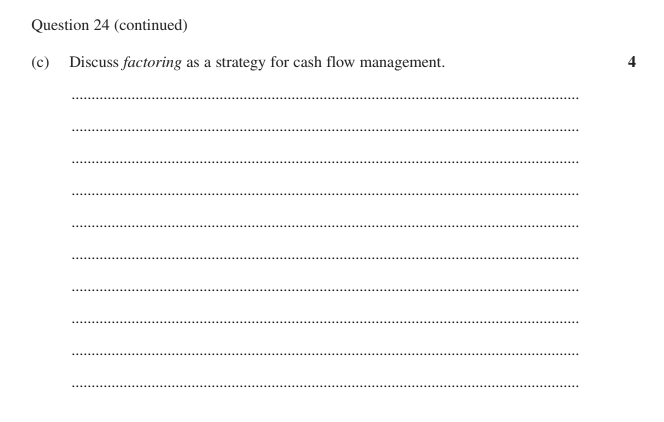 Question 24 (continued)
(c) Discuss factoring as a strategy for cash flow management. 4